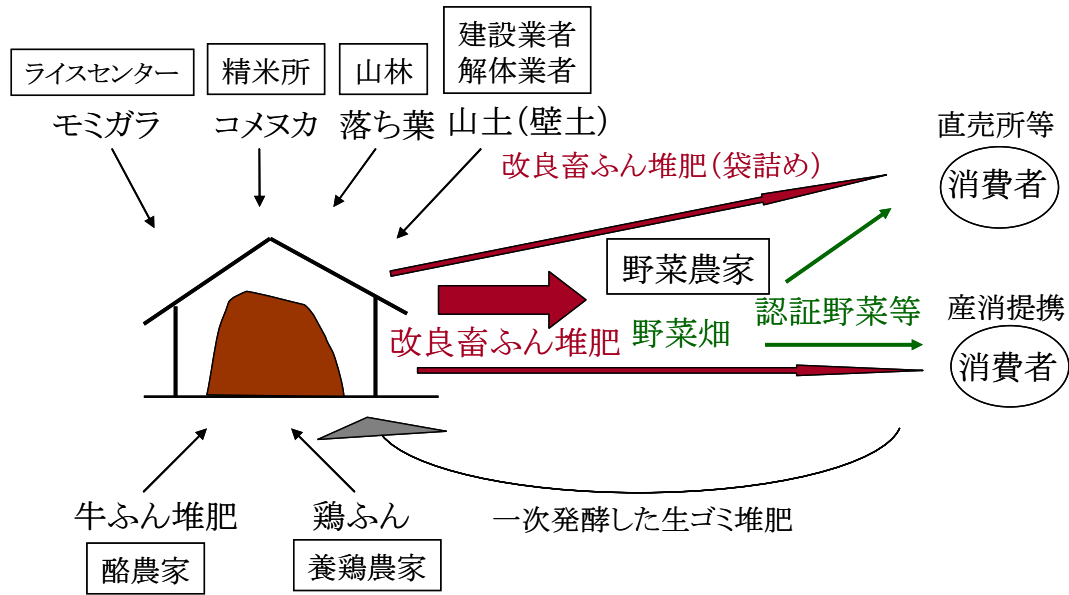 建設業者
解体業者
ライスセンター
精米所
山林
モミガラ
コメヌカ
落ち葉
山土（壁土）
直売所等
消費者
改良畜ふん堆肥（袋詰め）
野菜農家
改良畜ふん堆肥
野菜畑
認証野菜等
産消提携
消費者
牛ふん堆肥
鶏ふん
一次発酵した生ゴミ堆肥
酪農家
養鶏農家